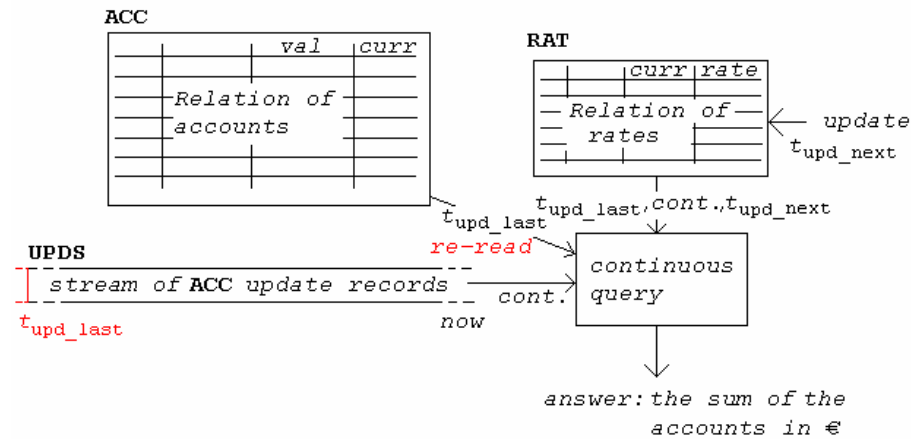 ACC
val curr
Relation of
accounts
RAT
curr rate
Relation of
rates
update
t_upd_next
t_upd_last, cont., t_upd_next
t_upd_last
re-read
UPDS
stream of ACC update records
cont.
continuous
query
t_upd_last
now
answer: the sum of the
accounts in €